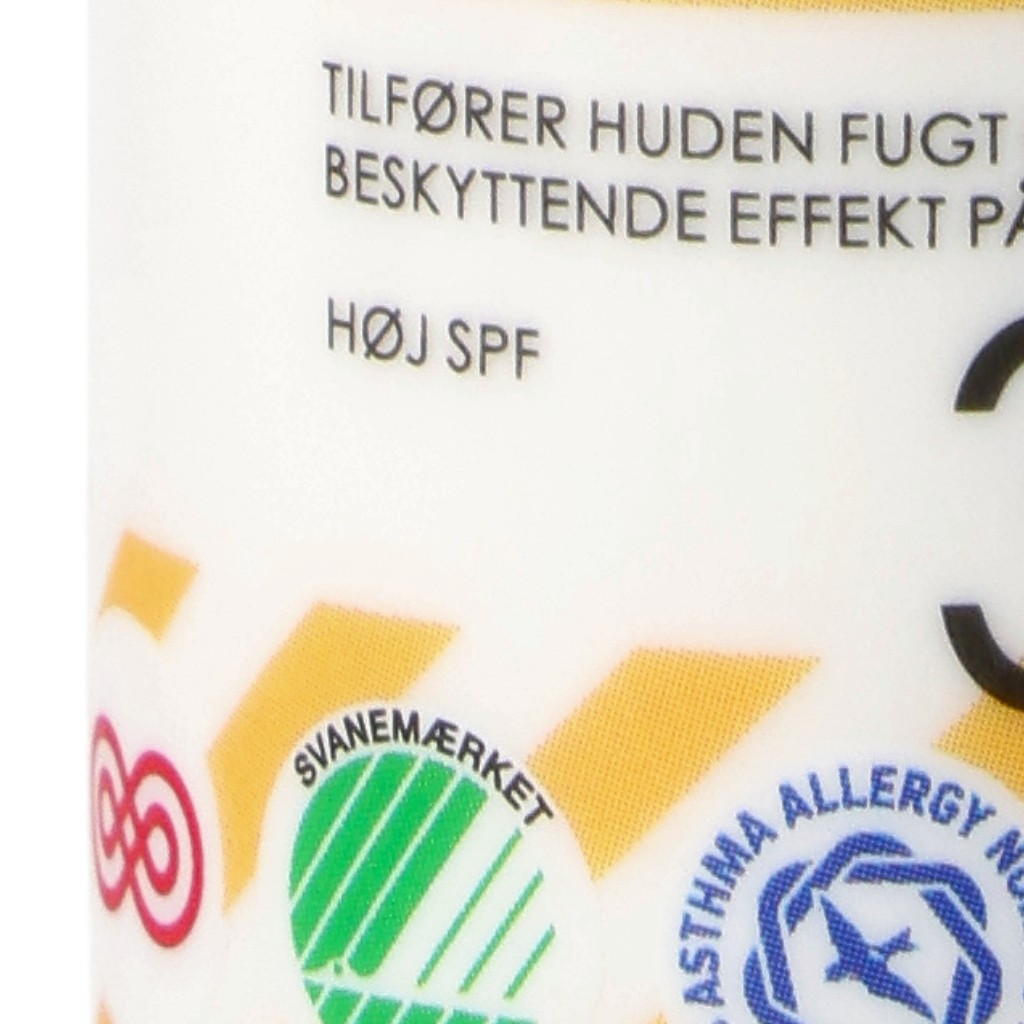 TILFØRER HUDEN FUGT
BESKYTTENDE EFFEKT PÅ
HØJ SPF
SVANEMÆRKET
ASTHMA ALLERGY